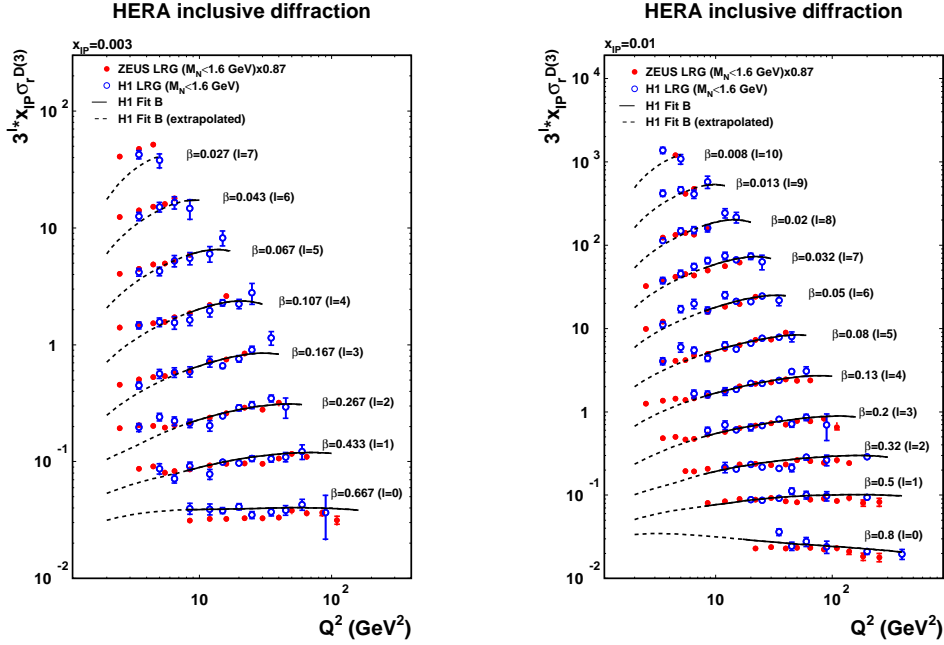 HERA inclusive diffraction
x_IP=0.003
3^l*x_IP σ_r^D(3)
10^2
10
1
10^-1
10^-2
ZEUS LRG (M_N<1.6 GeV)x0.87
H1 LRG (M_N<1.6 GeV)
H1 Fit B
H1 Fit B (extrapolated)
β=0.027 (l=7)
β=0.043 (l=6)
β=0.067 (l=5)
β=0.107 (l=4)
β=0.167 (l=3)
β=0.267 (l=2)
β=0.433 (l=1)
β=0.667 (l=0)
10
10^2
Q^2 (GeV^2)
HERA inclusive diffraction
x_IP=0.01
3^l*x_IP σ_r^D(3)
10^4
10^3
10^2
10
1
10^-1
10^-2
ZEUS LRG (M_N<1.6 GeV)x0.87
H1 LRG (M_N<1.6 GeV)
H1 Fit B
H1 Fit B (extrapolated)
β=0.008 (l=10)
β=0.013 (l=9)
β=0.02 (l=8)
β=0.032 (l=7)
β=0.05 (l=6)
β=0.08 (l=5)
β=0.13 (l=4)
β=0.2 (l=3)
β=0.32 (l=2)
β=0.5 (l=1)
β=0.8 (l=0)
10
10^2
Q^2 (GeV^2)